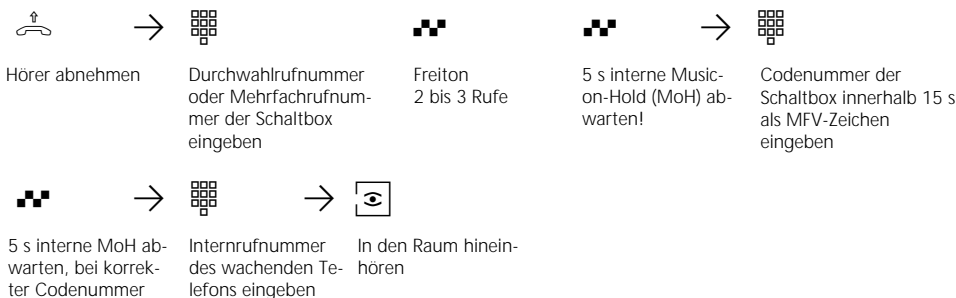 Hörer abnehmen
Durchwahlrufnummer
oder Mehrfachrufnum-
mer der Schaltbox
eingeben
Freiton
2 bis 3 Rufe
5 s interne Music-
on-Hold (MoH) ab-
warten!
Codenummer der
Schaltbox innerhalb 15 s
als MFV-Zeichen
eingeben
5 s interne MoH ab-
warten, bei korrek-
ter Codenummer
Internrufnummer
des wachenden Te-
lefons eingeben
In den Raum hinein-
hören